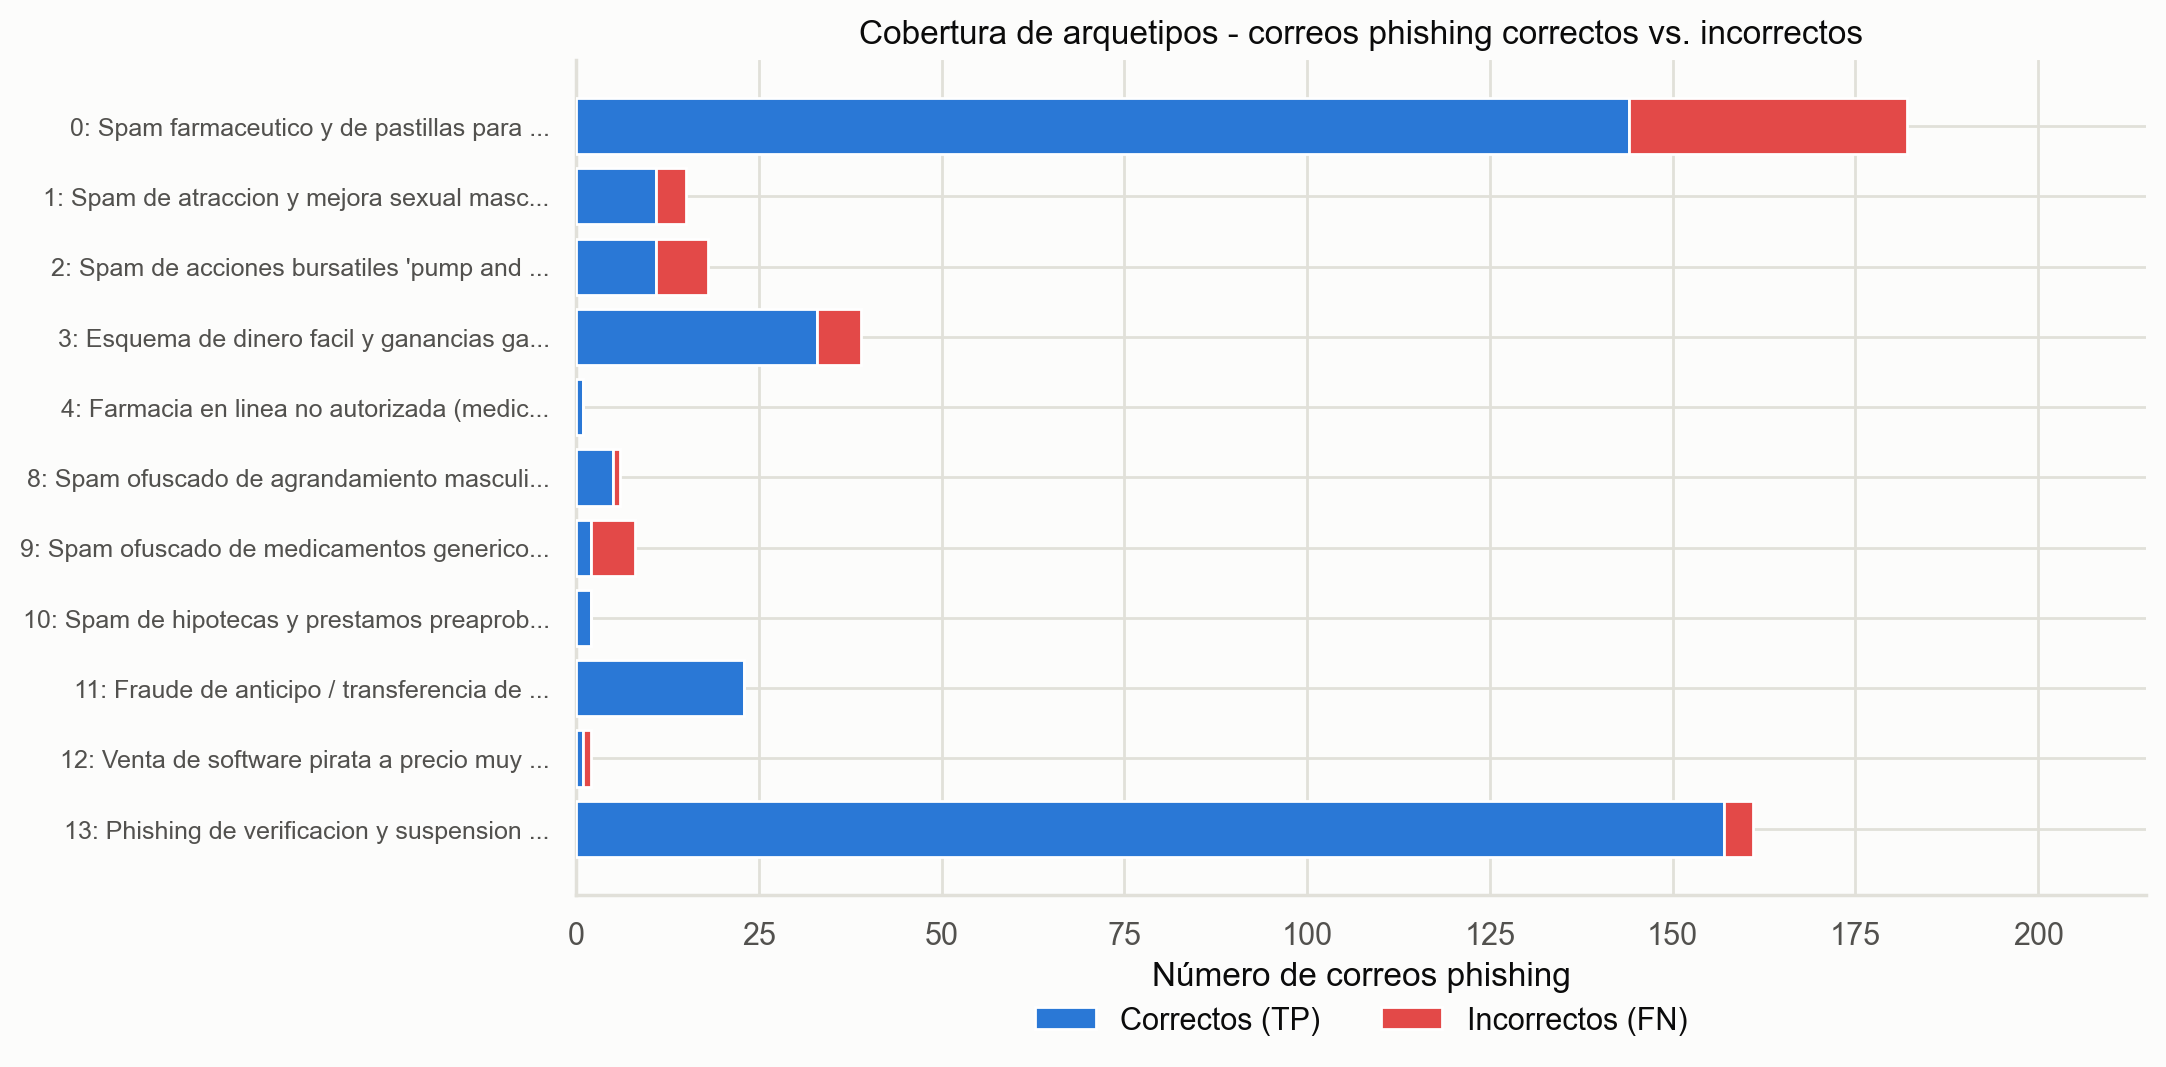 Cobertura de arquetipos - correos phishing correctos vs. incorrectos
0: Spam farmaceutico y de pastillas para ...
1: Spam de atraccion y mejora sexual masc...
2: Spam de acciones bursatiles 'pump and ...
3: Esquema de dinero facil y ganancias ga...
4: Farmacia en linea no autorizada (medic...
8: Spam ofuscado de agrandamiento masculi...
9: Spam ofuscado de medicamentos generico...
10: Spam de hipotecas y prestamos preaprob...
11: Fraude de anticipo / transferencia de ...
12: Venta de software pirata a precio muy ...
13: Phishing de verificacion y suspension ...
0 25 50 75 100 125 150 175 200
Número de correos phishing
Correctos (TP) Incorrectos (FN)